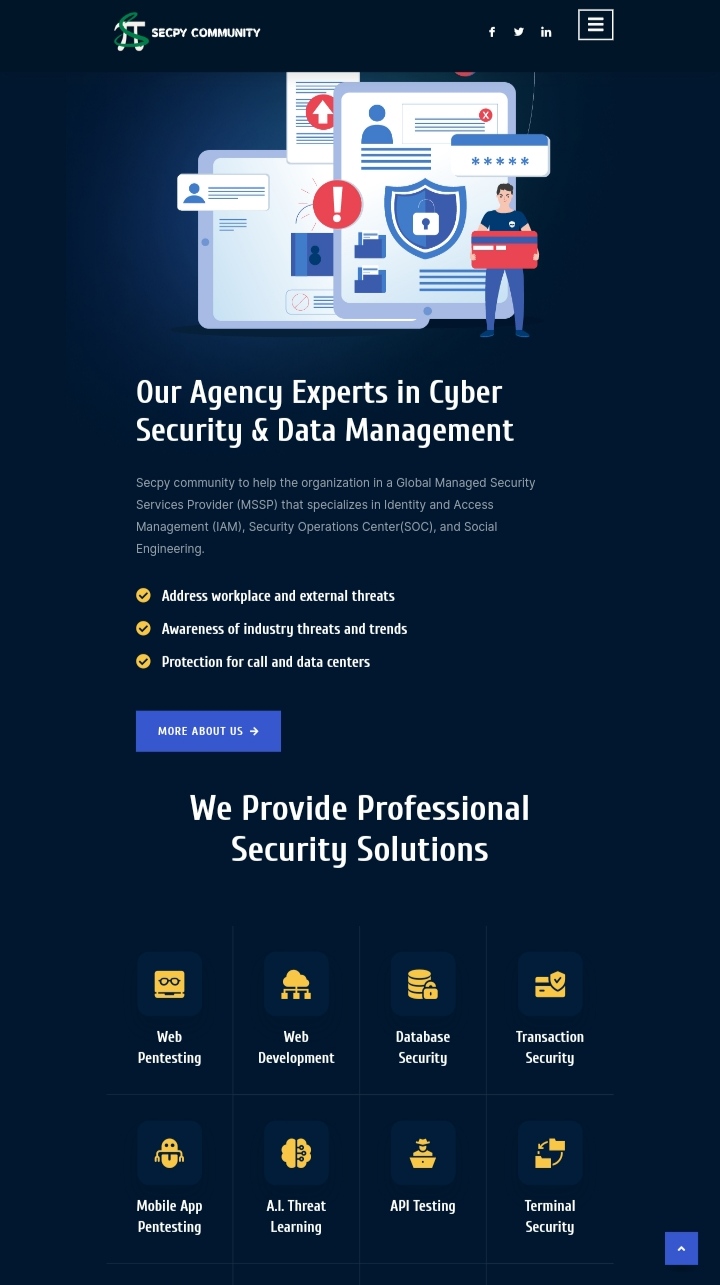 SECPY COMMUNITY
X
*****
!
Our Agency Experts in Cyber
Security & Data Management
Secpy community to help the organization in a Global Managed Security
Services Provider (MSSP) that specializes in Identity and Access
Management (IAM), Security Operations Center(SOC), and Social
Engineering.
Address workplace and external threats
Awareness of industry threats and trends
Protection for call and data centers
MORE ABOUT US →
We Provide Professional
Security Solutions
Web
Pentesting
Web
Development
Database
Security
Transaction
Security
Mobile App
Pentesting
A.I. Threat
Learning
API Testing
Terminal
Security